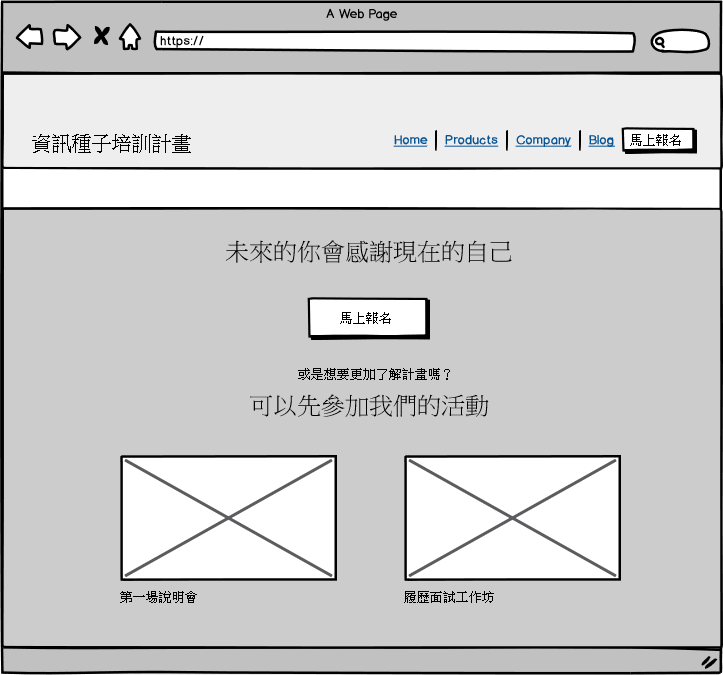 A Web Page
https://
資訊種子培訓計畫
Home Products Company Blog 馬上報名
未來的你會感謝現在的自己
馬上報名
或是想要更加了解計畫嗎？
可以先參加我們的活動
第一場說明會 履歷面試工作坊